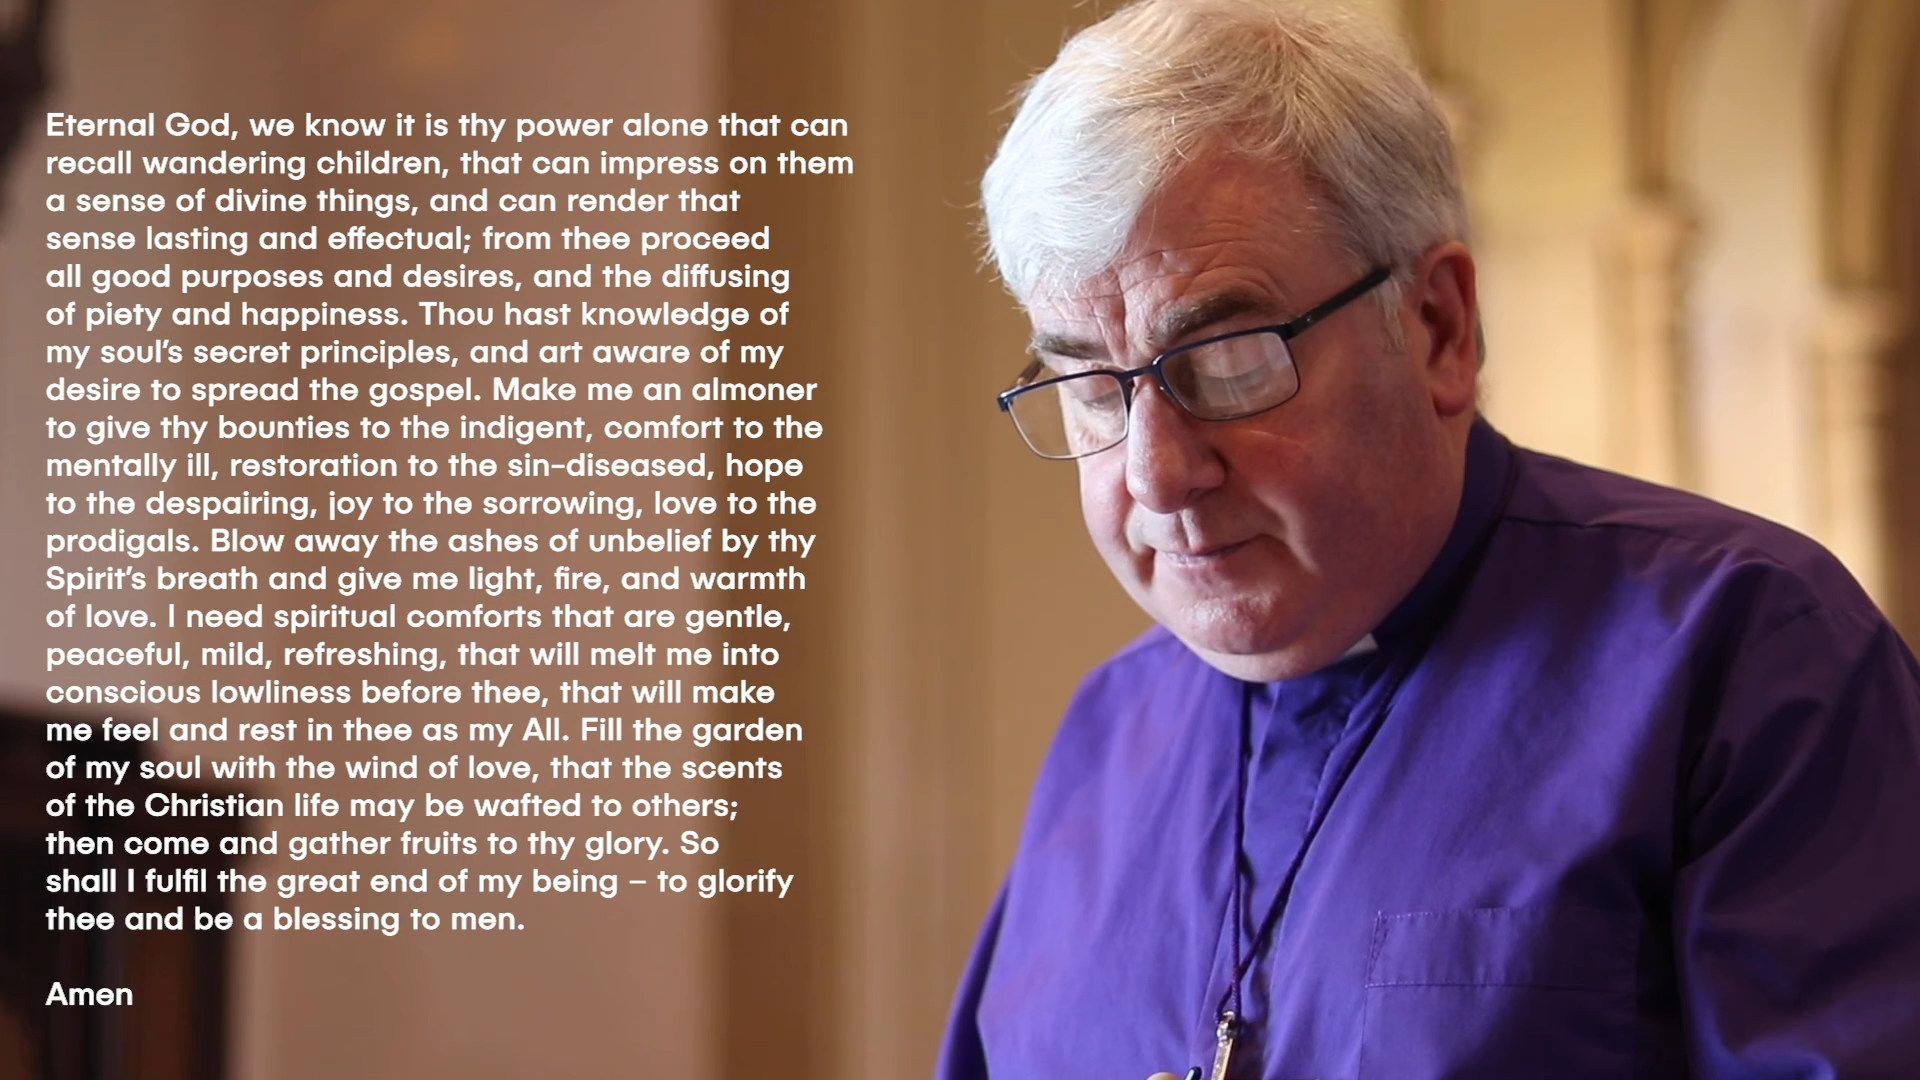 Eternal God, we know it is thy power alone that can
recall wandering children, that can impress on them
a sense of divine things, and can render that
sense lasting and effectual; from thee proceed
all good purposes and desires, and the diffusing
of piety and happiness. Thou hast knowledge of
my soul’s secret principles, and art aware of my
desire to spread the gospel. Make me an almoner
to give thy bounties to the indigent, comfort to the
mentally ill, restoration to the sin-diseased, hope
to the despairing, joy to the sorrowing, love to the
prodigals. Blow away the ashes of unbelief by thy
Spirit’s breath and give me light, fire, and warmth
of love. I need spiritual comforts that are gentle,
peaceful, mild, refreshing, that will melt me into
conscious lowliness before thee, that will make
me feel and rest in thee as my All. Fill the garden
of my soul with the wind of love, that the scents
of the Christian life may be wafted to others;
then come and gather fruits to thy glory. So
shall I fulfil the great end of my being – to glorify
thee and be a blessing to men.
Amen